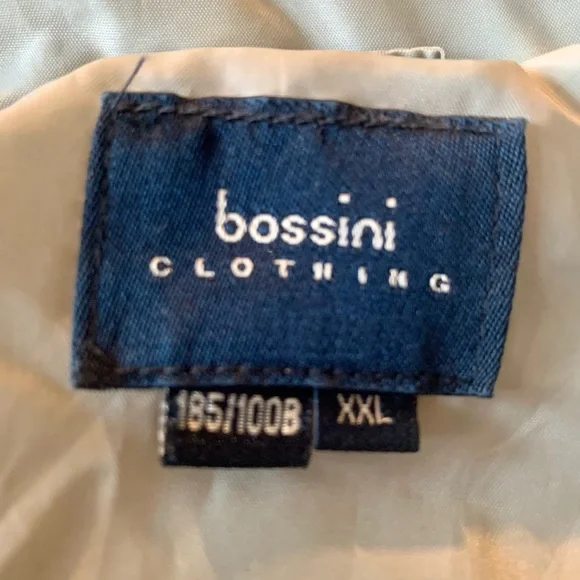 bossini
CLOTHING
185/100B
XXL